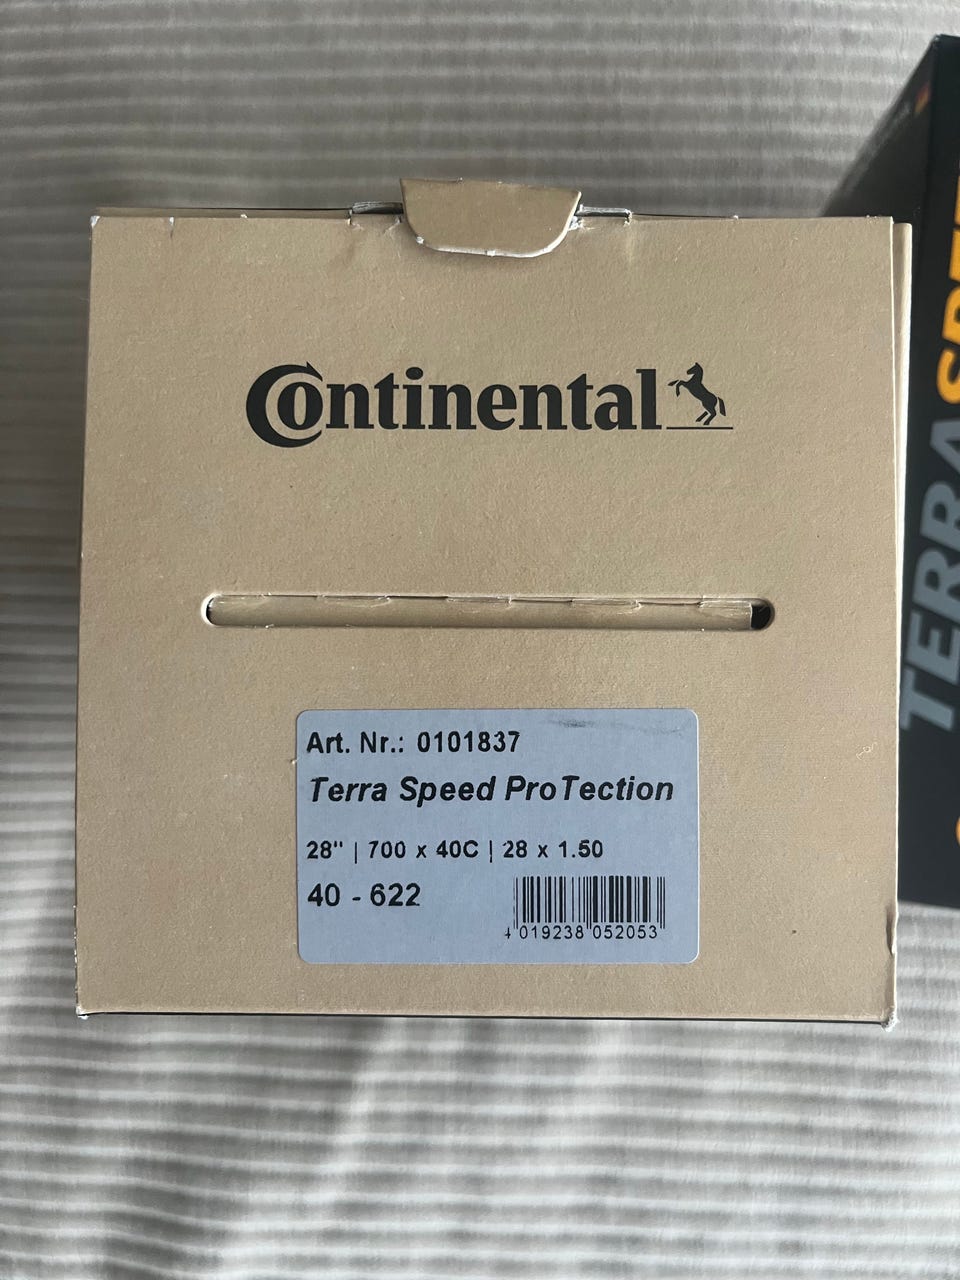 Continental
Art. Nr.: 0101837
Terra Speed ProTection
28" | 700 x 40C | 28 x 1.50
40 - 622
4 019238 052053
TERRA SPE